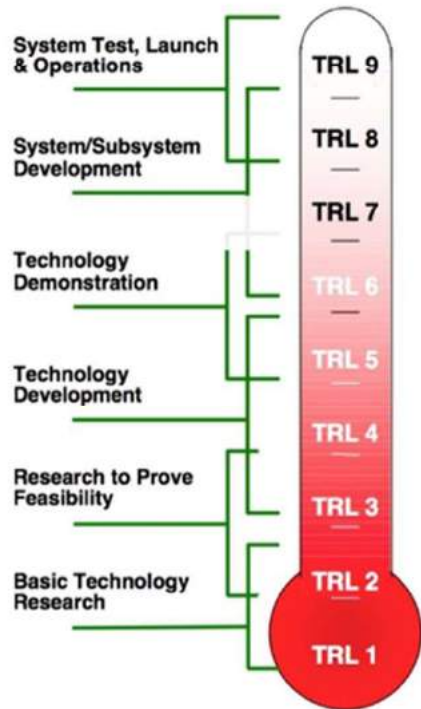 System Test, Launch
& Operations
System/Subsystem
Development
Technology
Demonstration
Technology
Development
Research to Prove
Feasibility
Basic Technology
Research
TRL 9
TRL 8
TRL 7
TRL 6
TRL 5
TRL 4
TRL 3
TRL 2
TRL 1